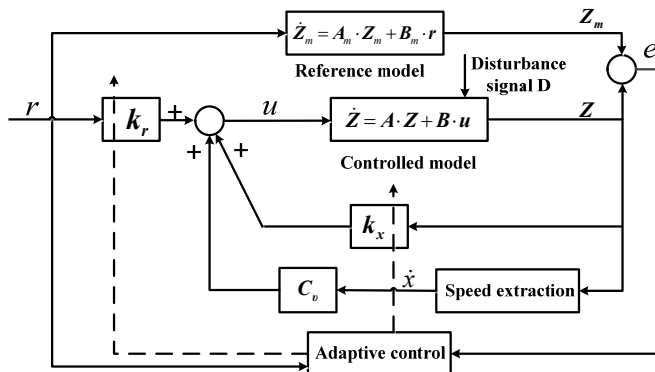 Ż_m = A_m · Z_m + B_m · r
Z_m
Reference model
e
Disturbance
signal D
r
k_r
+
u
Ż = A · Z + B · u
Z
+
+
Controlled model
k_x
C_v
ẋ
Speed extraction
Adaptive control